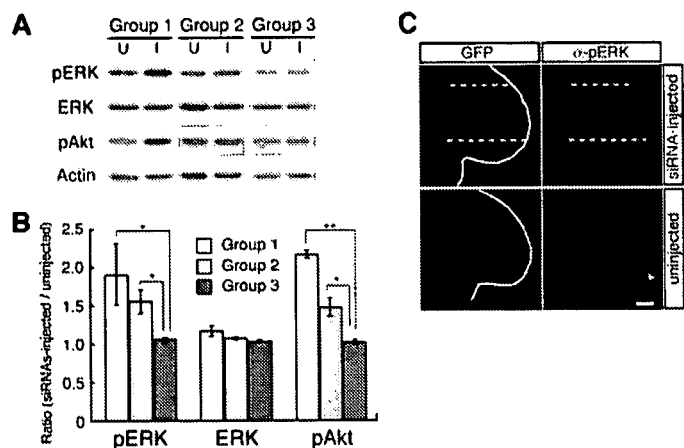 A
Group 1 Group 2 Group 3
U I U I U I
pERK
ERK
pAkt
Actin
B
Ratio (siRNAs-injected / uninjected)
2.5
2.0
1.5
1.0
0.5
0
* * * **
Group 1
Group 2
Group 3
pERK ERK pAkt
C
GFP α-pERK
siRNA-injected
uninjected